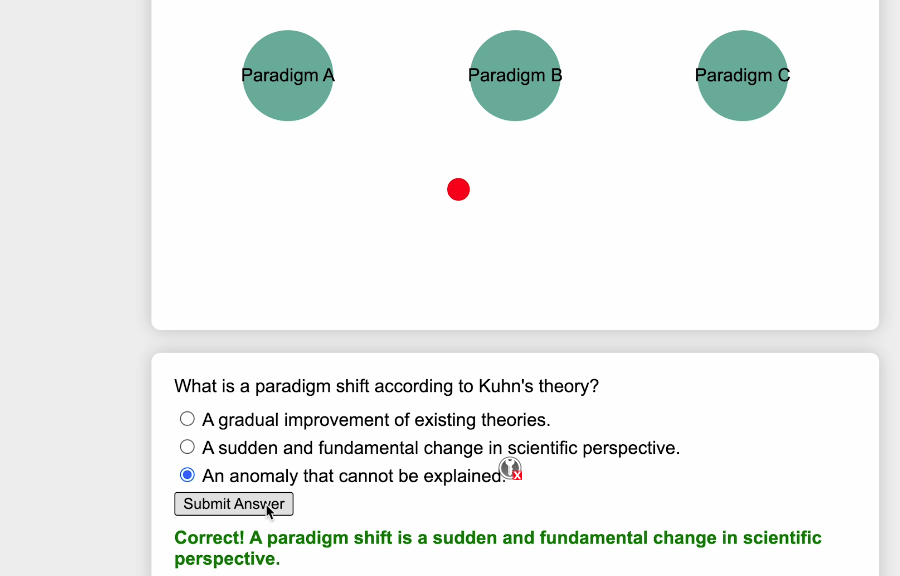 Paradigm A Paradigm B Paradigm C
What is a paradigm shift according to Kuhn's theory?
A gradual improvement of existing theories.
A sudden and fundamental change in scientific perspective.
An anomaly that cannot be explained.
Submit Answer
Correct! A paradigm shift is a sudden and fundamental change in scientific
perspective.